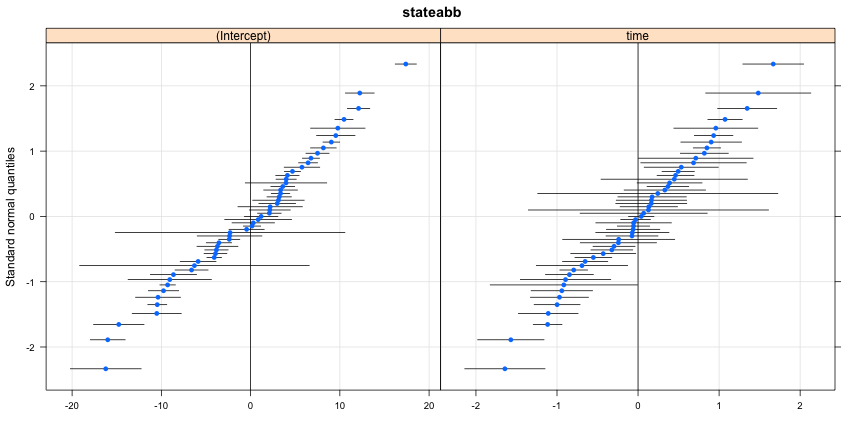 stateabb
(Intercept) time
Standard normal quantiles
2
1
0
-1
-2
-20 -10 0 10 20 -2 -1 0 1 2